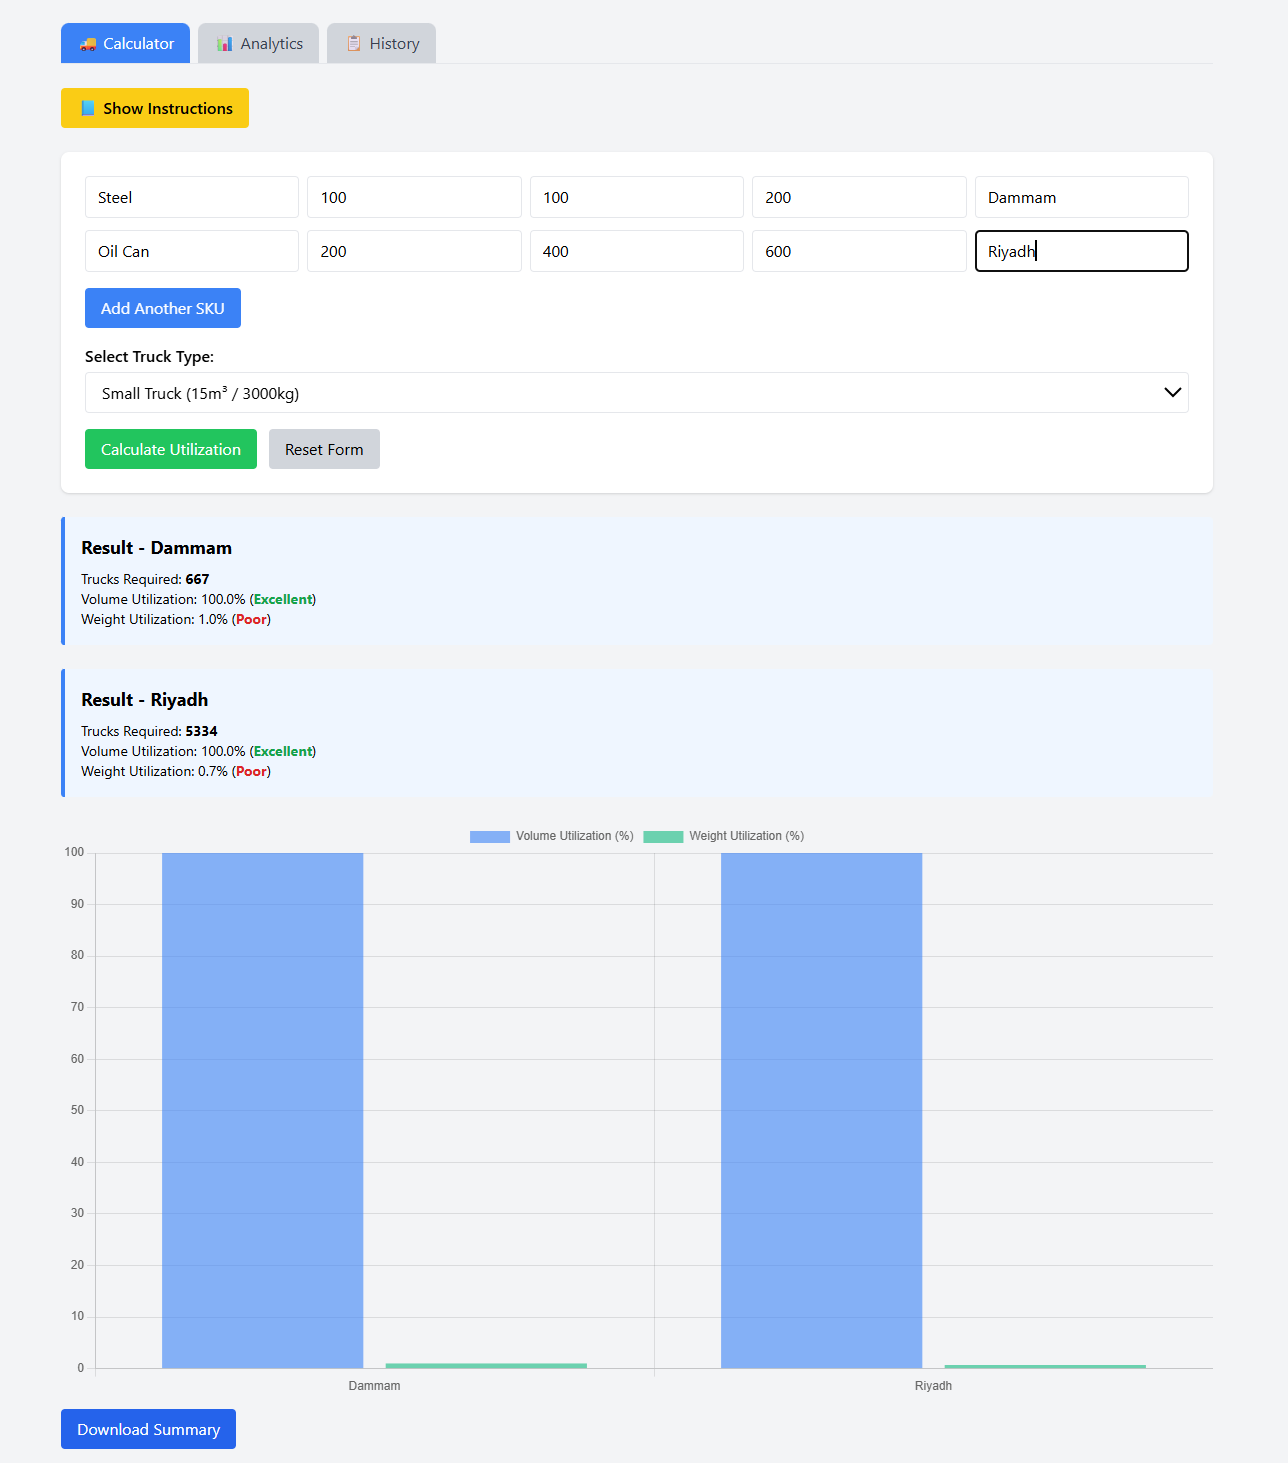 🚚 Calculator 📊 Analytics 📋 History
📘 Show Instructions
Steel 100 100 200 Dammam
Oil Can 200 400 600 Riyadh
Add Another SKU
Select Truck Type:
Small Truck (15m³ / 3000kg)
Calculate Utilization Reset Form
Result - Dammam
Trucks Required: 667
Volume Utilization: 100.0% (Excellent)
Weight Utilization: 1.0% (Poor)
Result - Riyadh
Trucks Required: 5334
Volume Utilization: 100.0% (Excellent)
Weight Utilization: 0.7% (Poor)
Volume Utilization (%) Weight Utilization (%)
100
90
80
70
60
50
40
30
20
10
0
Dammam Riyadh
Download Summary